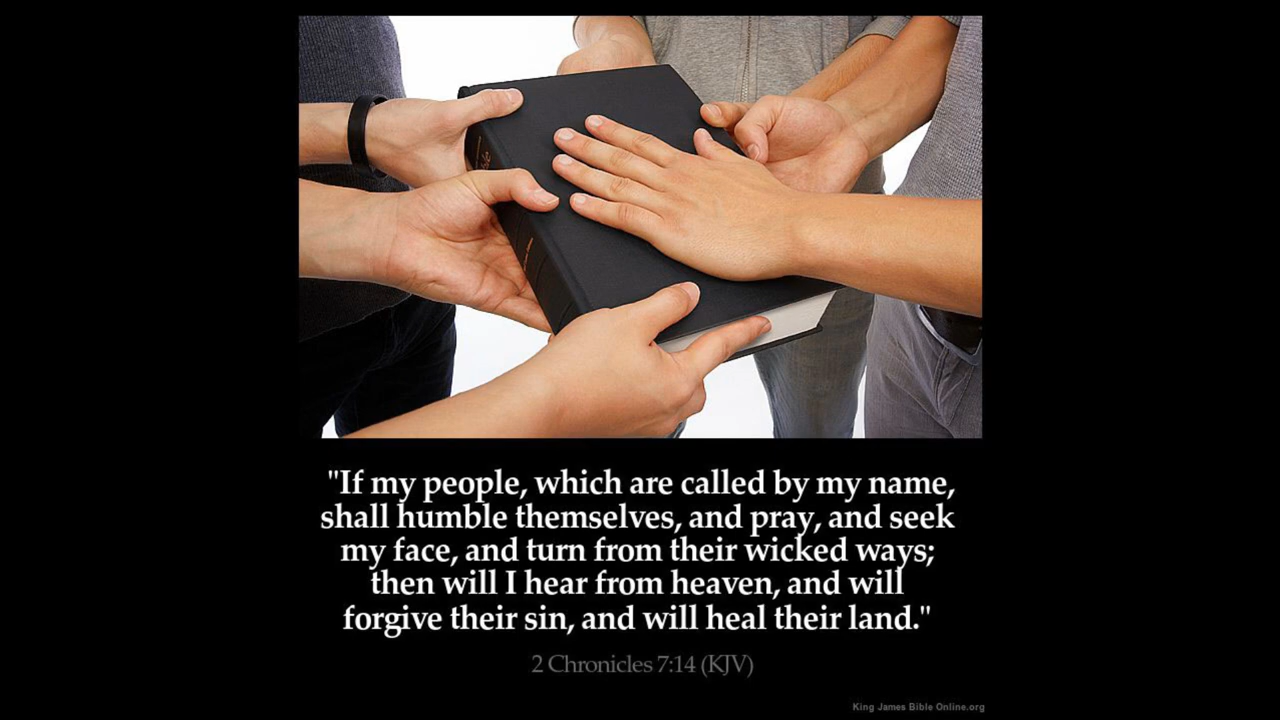 "If my people, which are called by my name,
shall humble themselves, and pray, and seek
my face, and turn from their wicked ways;
then will I hear from heaven, and will
forgive their sin, and will heal their land."
2 Chronicles 7:14 (KJV)
King James Bible Online.org